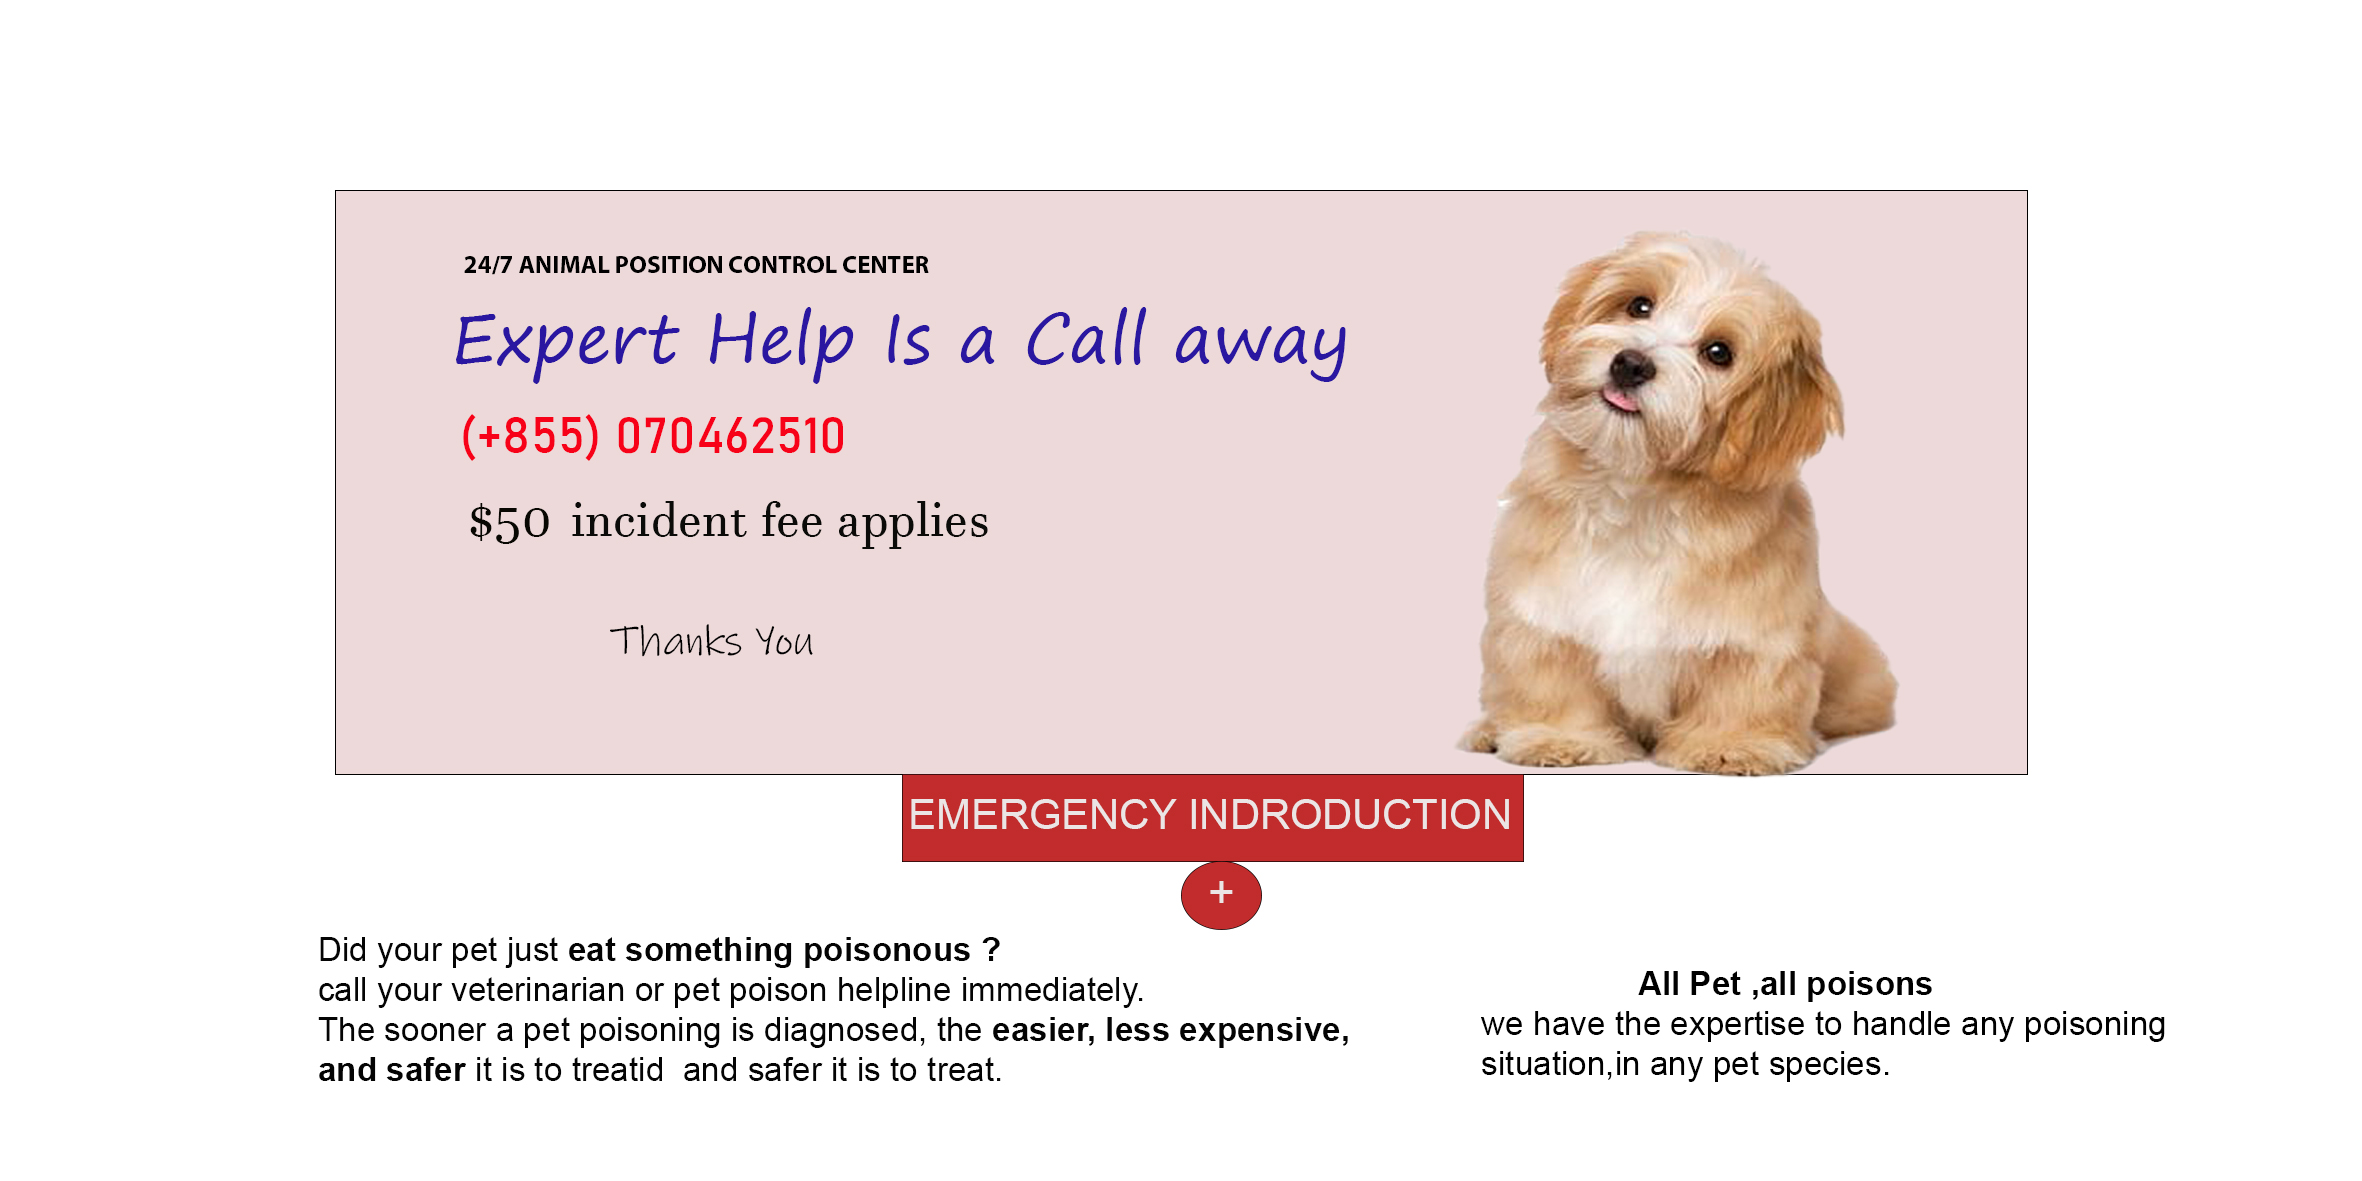 24/7 ANIMAL POSITION CONTROL CENTER
Expert Help Is a Call away
(+855) 070462510
$50 incident fee applies
Thanks You
EMERGENCY INDRODUCTION
+
Did your pet just eat something poisonous ?
call your veterinarian or pet poison helpline immediately.
The sooner a pet poisoning is diagnosed, the easier, less expensive,
and safer it is to treatid  and safer it is to treat.
All Pet ,all poisons
we have the expertise to handle any poisoning
situation,in any pet species.